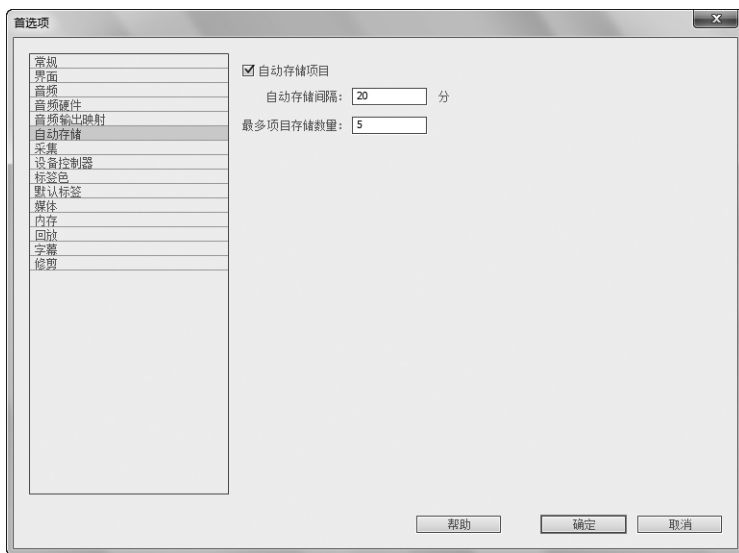 首选项
常规
界面
音频
音频硬件
音频输出映射
自动存储
采集
设备控制器
标签色
默认标签
媒体
内存
回放
字幕
修剪
自动存储项目
自动存储间隔: 20 分
最多项目存储数量: 5
帮助 确定 取消